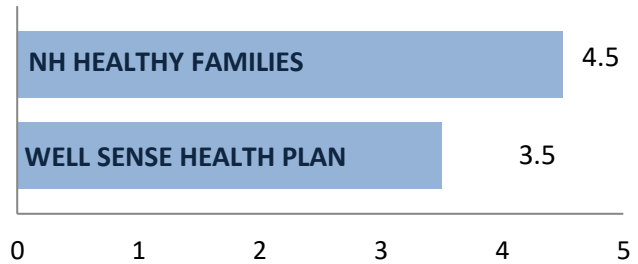 NH HEALTHY FAMILIES 4.5
WELL SENSE HEALTH PLAN 3.5
0 1 2 3 4 5